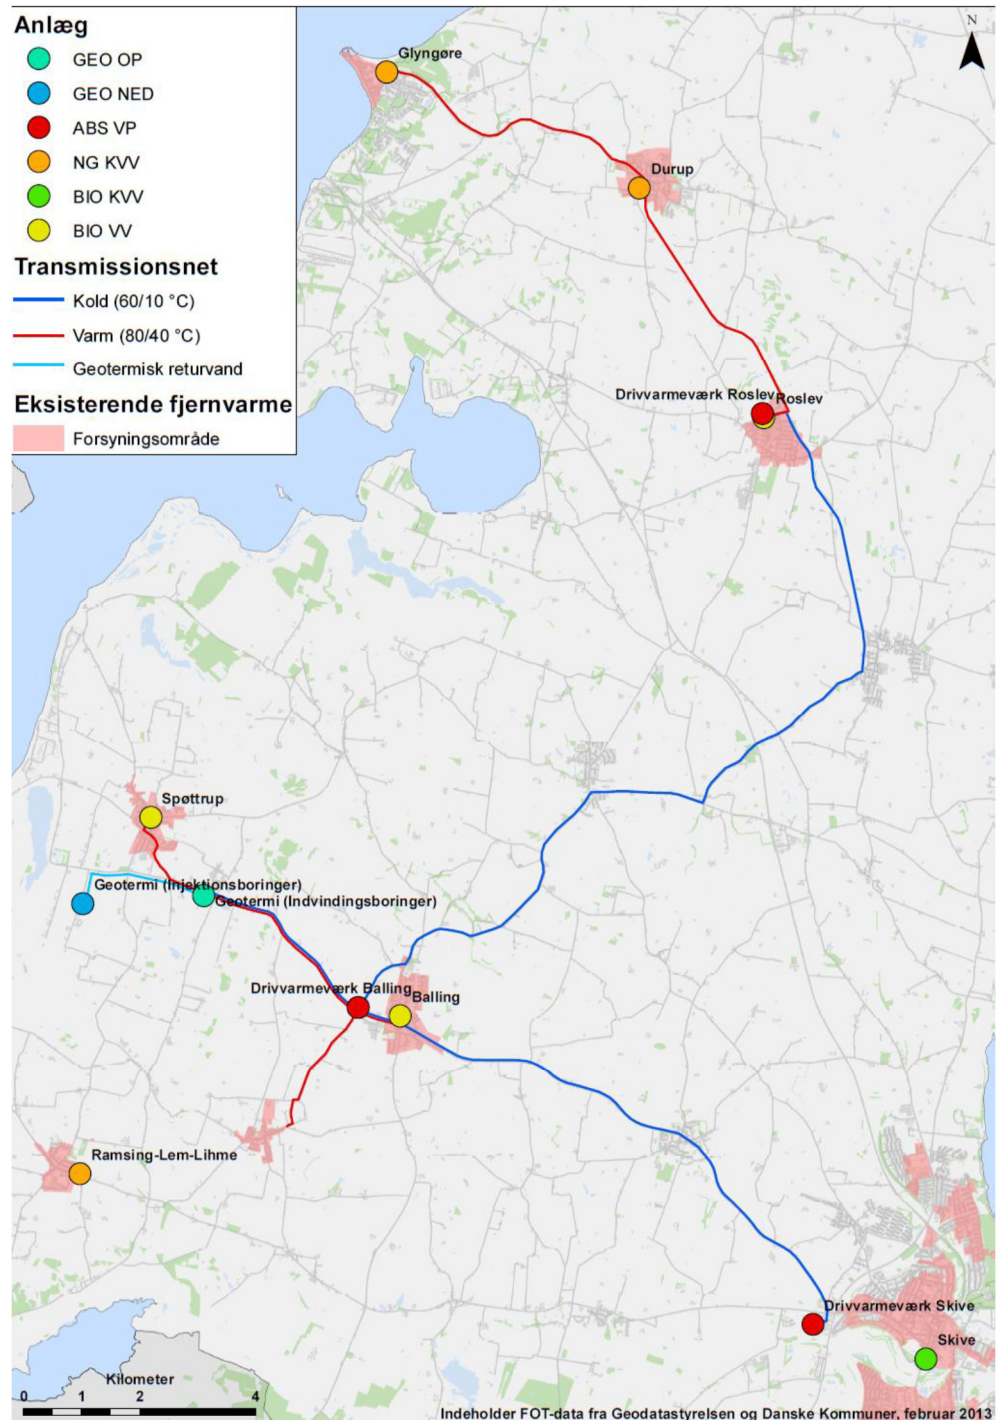 Anlæg
GEO OP
GEO NED
ABS VP
NG KVV
BIO KVV
BIO VV
Transmissionsnet
Kold (60/10 °C)
Varm (80/40 °C)
Geotermisk returvand
Eksisterende fjernvarme
Forsyningsområde
N
Glyngøre
Durup
Drivvarmeværk Roslev
Roslev
Spøttrup
Geotermi (Injektionsboringer)
Geotermi (Indvindingsboringer)
Drivvarmeværk Balling
Balling
Ramsing-Lem-Lihme
Drivvarmeværk Skive
Skive
Kilometer
0 1 2 4
Indeholder FOT-data fra Geodatastyrelsen og Danske Kommuner, februar 2013